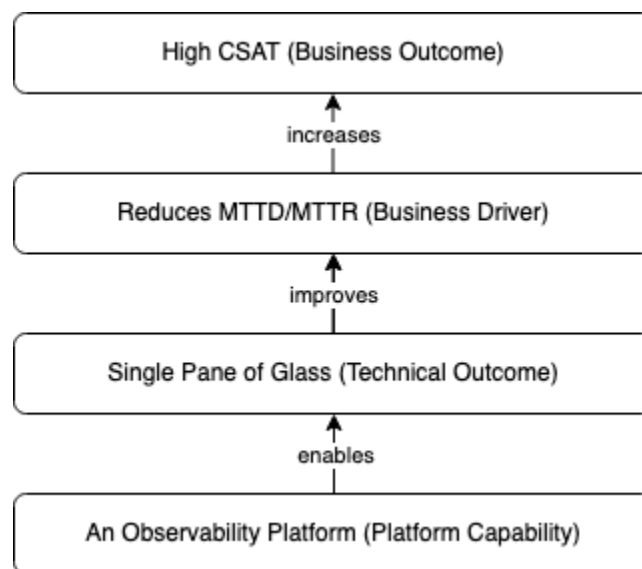 High CSAT (Business Outcome)
increases
Reduces MTTD/MTTR (Business Driver)
improves
Single Pane of Glass (Technical Outcome)
enables
An Observability Platform (Platform Capability)